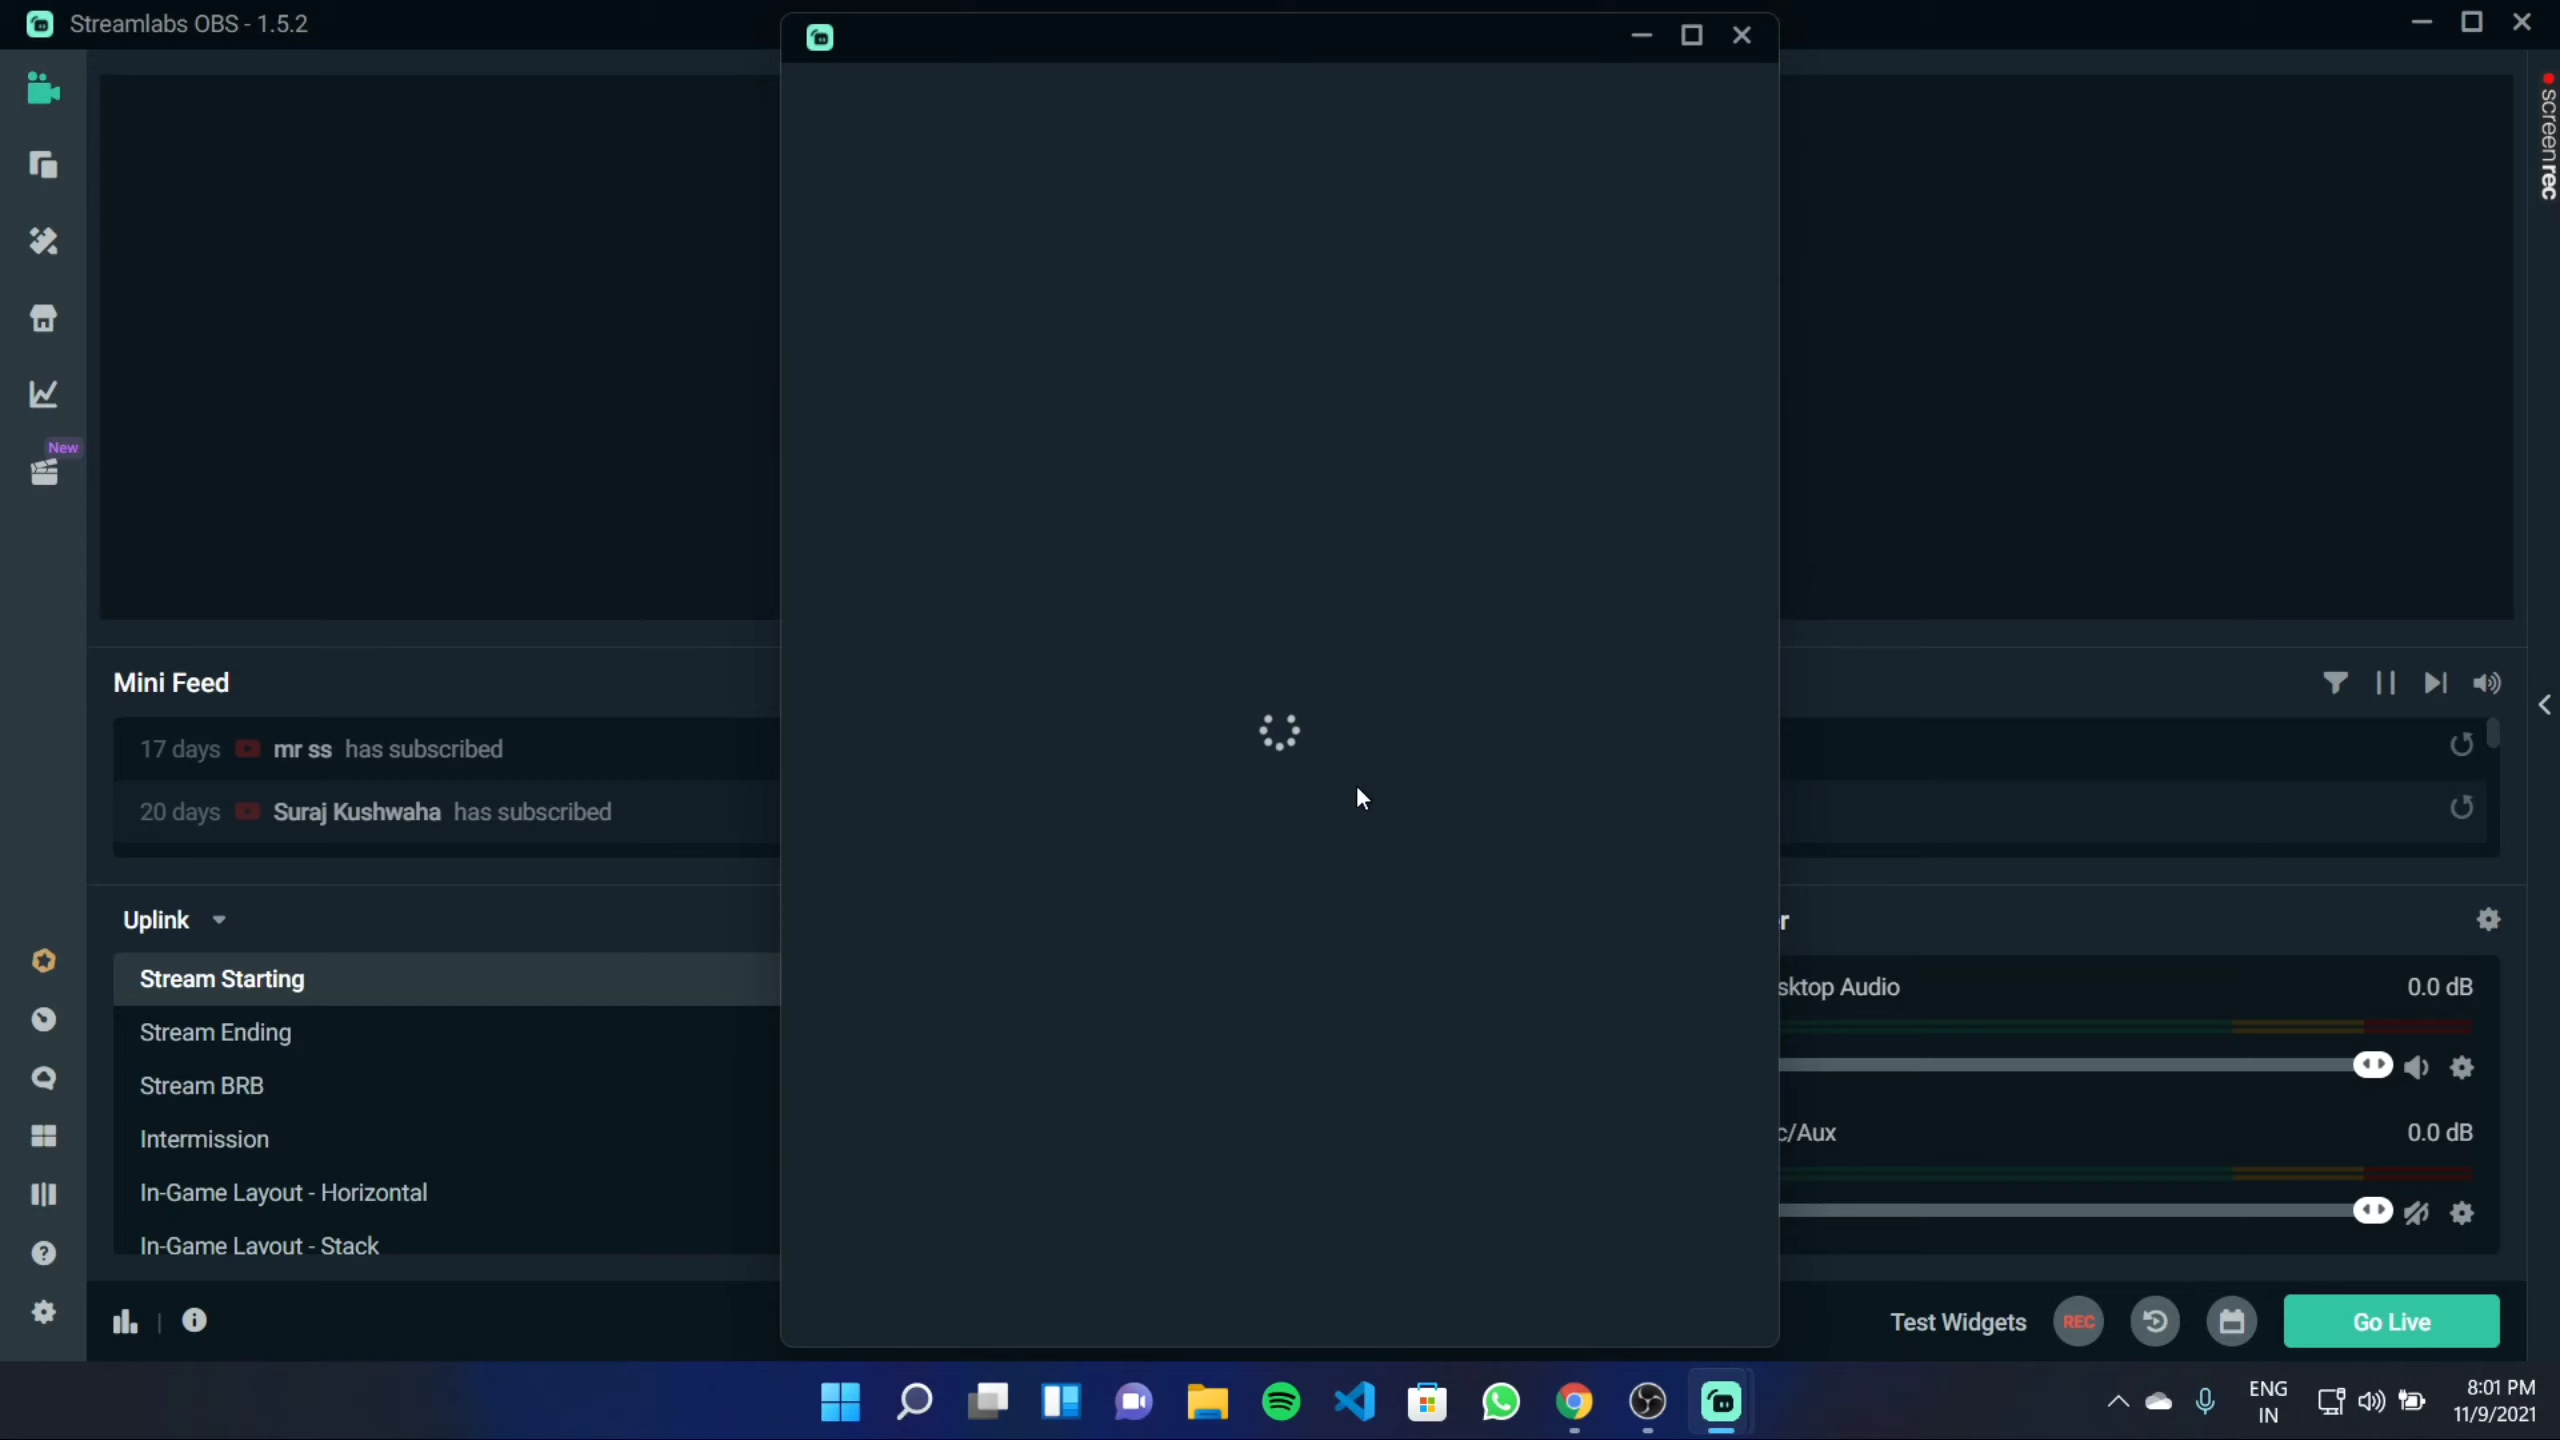 Streamlabs OBS - 1.5.2
screenrec
New
Mini Feed
17 days mr ss has subscribed
20 days Suraj Kushwaha has subscribed
Uplink
r
Stream Starting
sktop Audio 0.0 dB
Stream Ending
Stream BRB
Intermission
c/Aux 0.0 dB
In-Game Layout - Horizontal
In-Game Layout - Stack
Test Widgets REC Go Live
ENG
IN
8:01 PM
11/9/2021